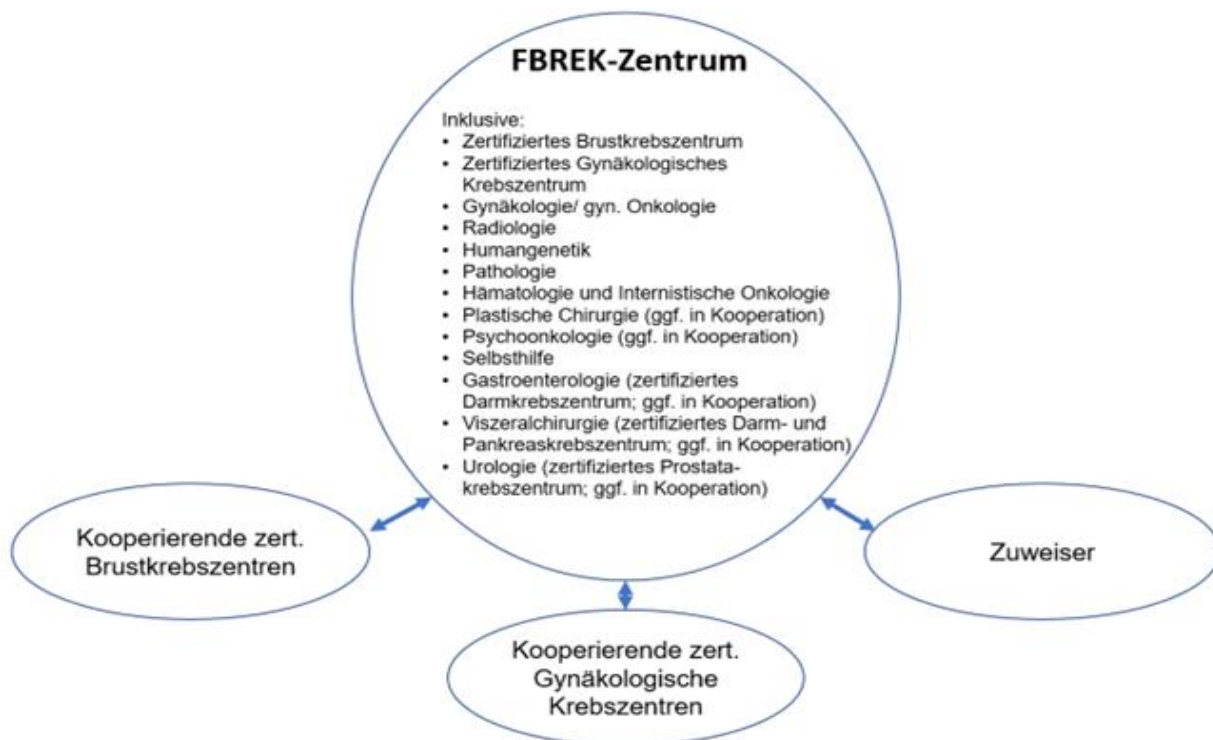 FBREK-Zentrum
Inklusive:
• Zertifiziertes Brustkrebszentrum
• Zertifiziertes Gynäkologisches
Krebszentrum
• Gynäkologie/ gyn. Onkologie
• Radiologie
• Humangenetik
• Pathologie
• Hämatologie und Internistische Onkologie
• Plastische Chirurgie (ggf. in Kooperation)
• Psychoonkologie (ggf. in Kooperation)
• Selbsthilfe
• Gastroenterologie (zertifiziertes
Darmkrebszentrum; ggf. in Kooperation)
• Viszeralchirurgie (zertifiziertes Darm- und
Pankreaskrebszentrum; ggf. in Kooperation)
• Urologie (zertifiziertes Prostata-
krebszentrum; ggf. in Kooperation)
Kooperierende zert.
Brustkrebszentren
Kooperierende zert.
Gynäkologische
Krebszentren
Zuweiser